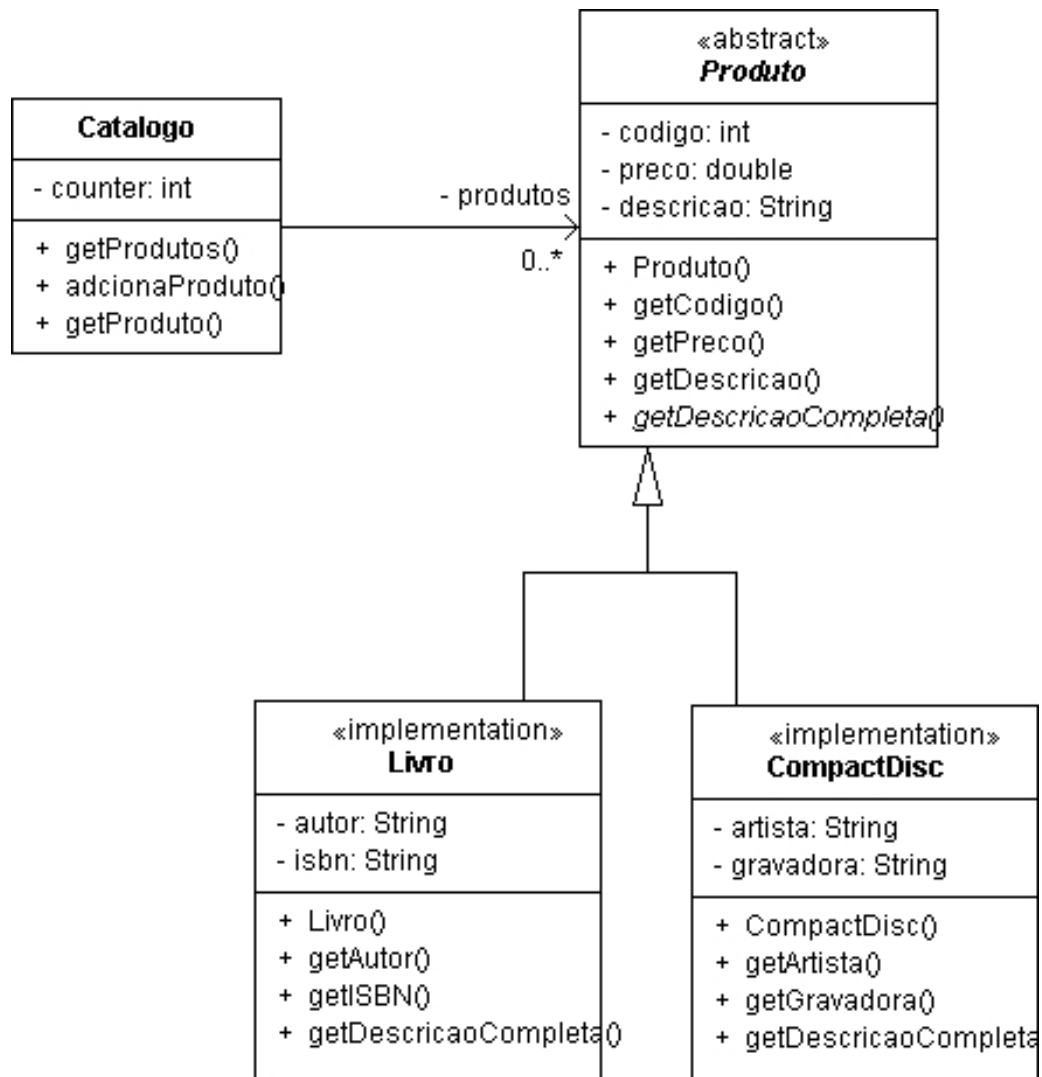 «abstract»
Produto
- codigo: int
- preco: double
- descricao: String
+ Produto()
+ getCodigo()
+ getPreco()
+ getDescricao()
+ getDescricaoCompleta()
Catalogo
- counter: int
+ getProdutos()
+ adcionaProduto()
+ getProduto()
- produtos
0..*
«implementation»
Livro
- autor: String
- isbn: String
+ Livro()
+ getAutor()
+ getISBN()
+ getDescricaoCompleta()
«implementation»
CompactDisc
- artista: String
- gravadora: String
+ CompactDisc()
+ getArtista()
+ getGravadora()
+ getDescricaoCompleta